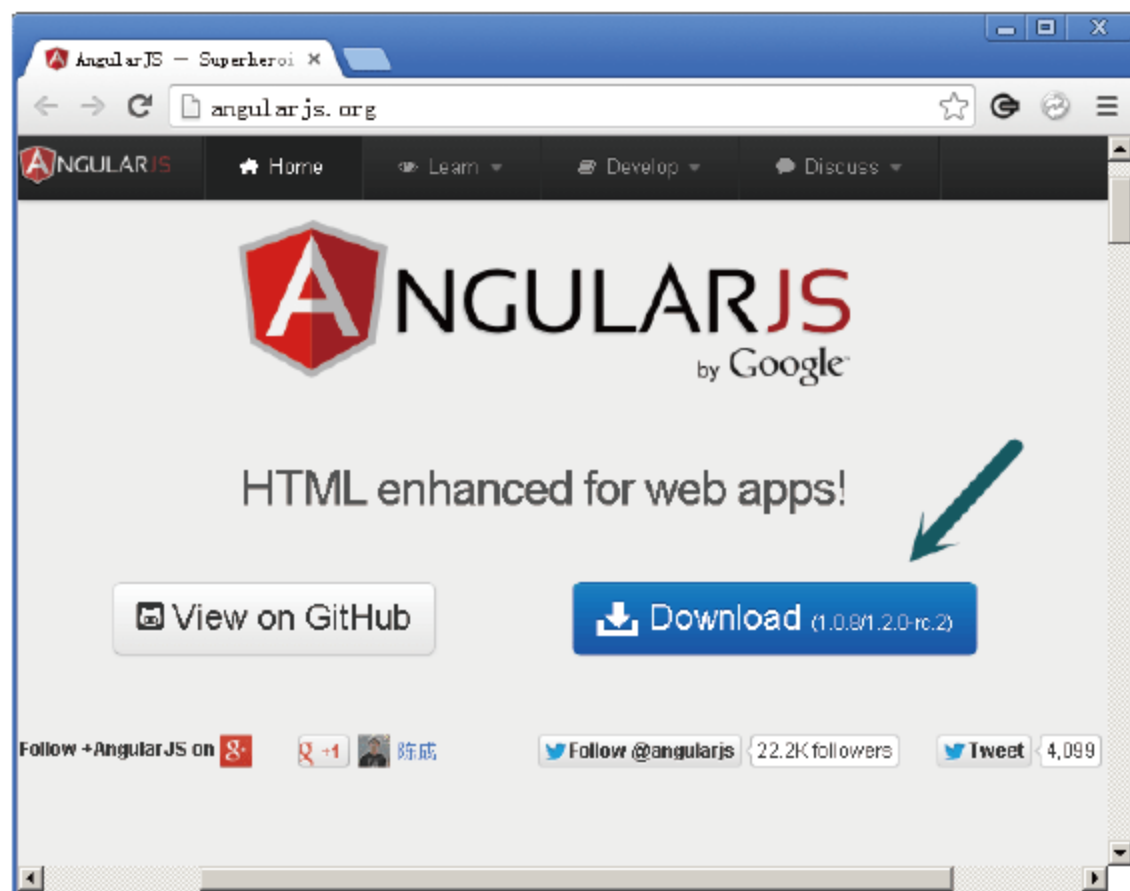 AngularJS — Superheroi
angularjs.org
ANGULARJS Home Learn Develop Discuss
ANGULARJS
by Google
HTML enhanced for web apps!
View on GitHub
Download (1.0.8/1.2.0-rc.2)
Follow +AngularJS on g+ g +1 陈成 Follow @angularjs 22.2K followers Tweet 4,099